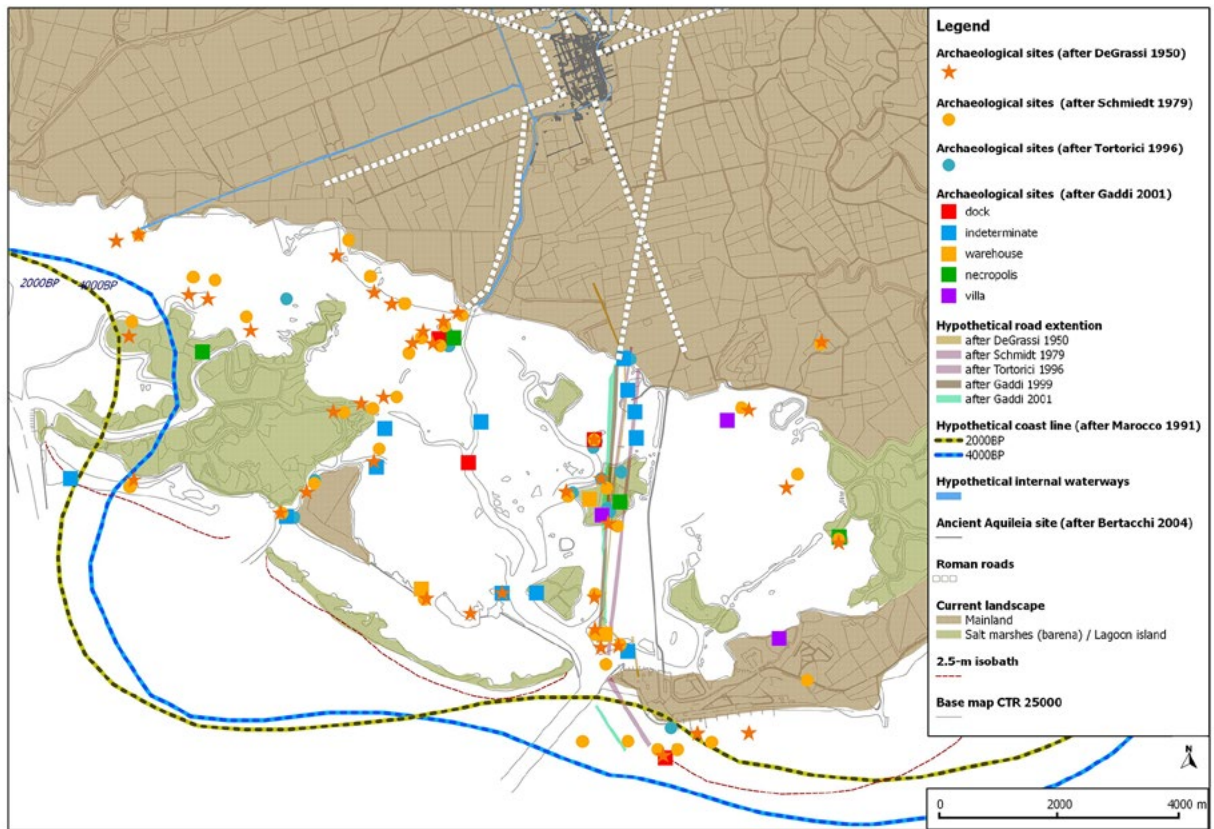 2000BP
4000BP
Legend
Archaeological sites (after DeGrassi 1950)
Archaeological sites (after Schmiedt 1979)
Archaeological sites (after Tortorici 1996)
Archaeological sites (after Gaddi 2001)
dock
indeterminate
warehouse
necropolis
villa
Hypothetical road extention
after DeGrassi 1950
after Schmidt 1979
after Tortorici 1996
after Gaddi 1999
after Gaddi 2001
Hypothetical coast line (after Marocco 1991)
2000BP
4000BP
Hypothetical internal waterways
Ancient Aquileia site (after Bertacchi 2004)
Roman roads
Current landscape
Mainland
Salt marshes (barena) / Lagoon island
2.5-m isobath
Base map CTR 25000
N
0 2000 4000 m